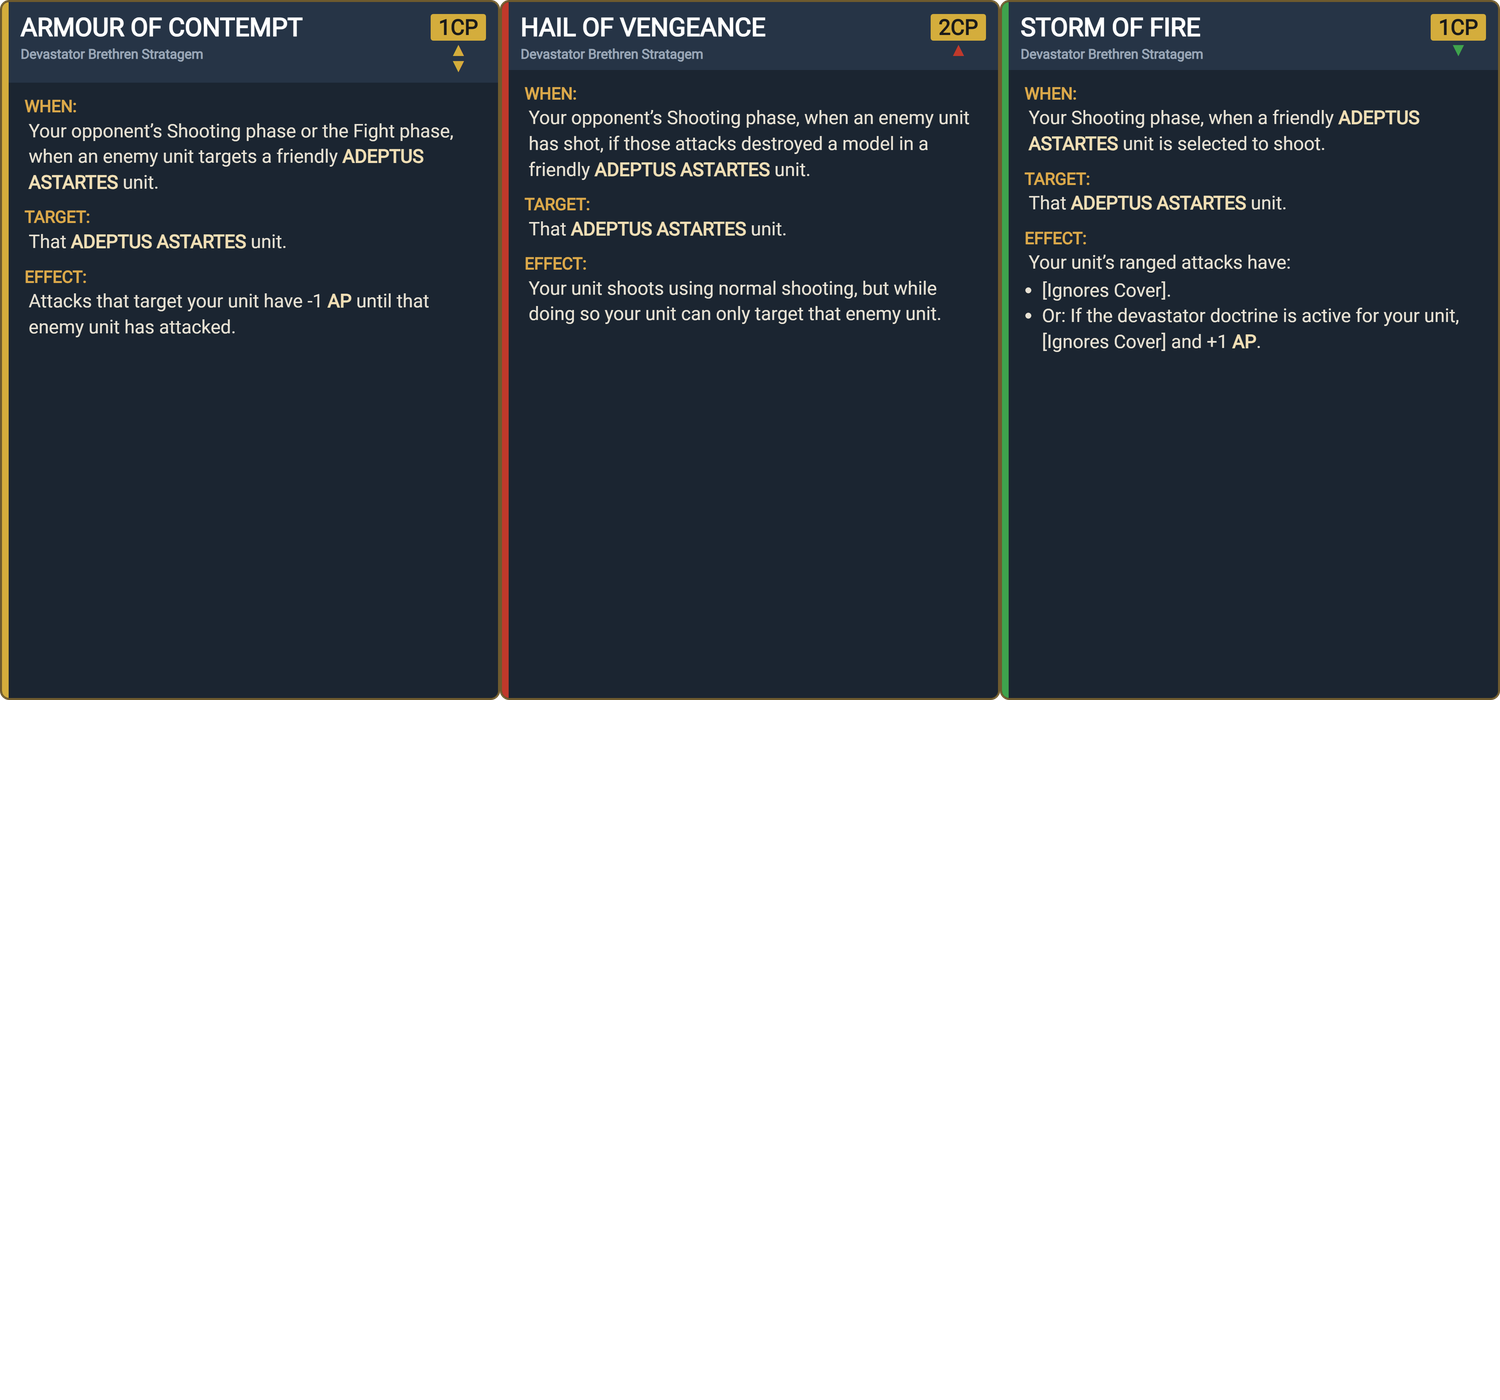 ARMOUR OF CONTEMPT
1CP
Devastator Brethren Stratagem
WHEN:
Your opponent’s Shooting phase or the Fight phase,
when an enemy unit targets a friendly ADEPTUS
ASTARTES unit.
TARGET:
That ADEPTUS ASTARTES unit.
EFFECT:
Attacks that target your unit have -1 AP until that
enemy unit has attacked.
HAIL OF VENGEANCE
2CP
Devastator Brethren Stratagem
WHEN:
Your opponent’s Shooting phase, when an enemy unit
has shot, if those attacks destroyed a model in a
friendly ADEPTUS ASTARTES unit.
TARGET:
That ADEPTUS ASTARTES unit.
EFFECT:
Your unit shoots using normal shooting, but while
doing so your unit can only target that enemy unit.
STORM OF FIRE
1CP
Devastator Brethren Stratagem
WHEN:
Your Shooting phase, when a friendly ADEPTUS
ASTARTES unit is selected to shoot.
TARGET:
That ADEPTUS ASTARTES unit.
EFFECT:
Your unit’s ranged attacks have:
• [Ignores Cover].
• Or: If the devastator doctrine is active for your unit,
[Ignores Cover] and +1 AP.